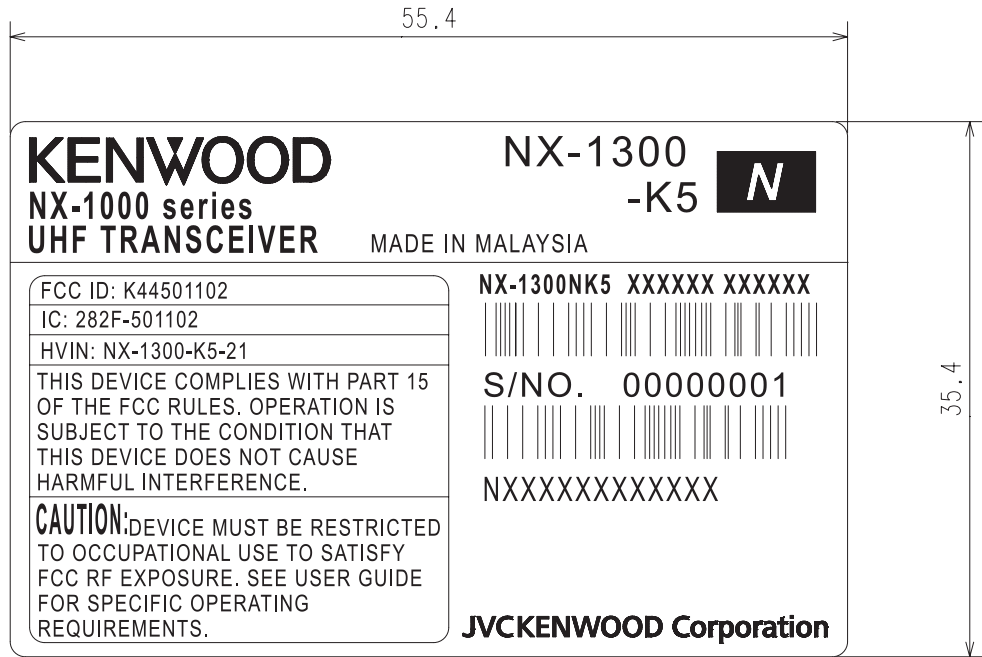 55.4
KENWOOD
NX-1000 series
UHF TRANSCEIVER
MADE IN MALAYSIA
NX-1300
-K5
N
FCC ID: K44501102
IC: 282F-501102
HVIN: NX-1300-K5-21
THIS DEVICE COMPLIES WITH PART 15
OF THE FCC RULES. OPERATION IS
SUBJECT TO THE CONDITION THAT
THIS DEVICE DOES NOT CAUSE
HARMFUL INTERFERENCE.
CAUTION:DEVICE MUST BE RESTRICTED
TO OCCUPATIONAL USE TO SATISFY
FCC RF EXPOSURE. SEE USER GUIDE
FOR SPECIFIC OPERATING
REQUIREMENTS.
NX-1300NK5 XXXXXX XXXXXX
S/NO. 00000001
NXXXXXXXXXXXX
JVCKENWOOD Corporation
35.4